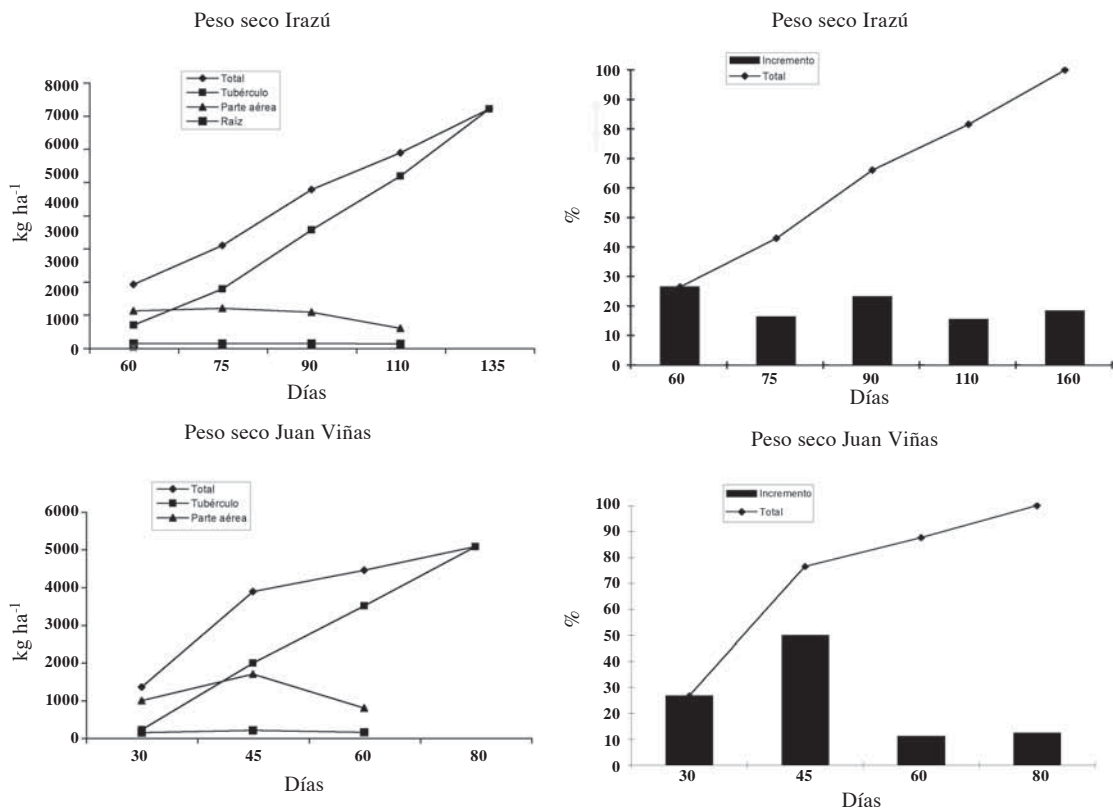 Peso seco Irazú
Total
Tubérculo
Parte aérea
Raíz
8000
7000
6000
5000
4000
3000
2000
1000
0
kg ha-1
60 75 90 110 135
Días
Peso seco Irazú
Incremento
Total
100
90
80
70
60
50
40
30
20
10
0
%
60 75 90 110 160
Días
Peso seco Juan Viñas
Total
Tubérculo
Parte aérea
6000
5000
4000
3000
2000
1000
0
kg ha-1
30 45 60 80
Días
Peso seco Juan Viñas
Incremento
Total
100
90
80
70
60
50
40
30
20
10
0
%
30 45 60 80
Días